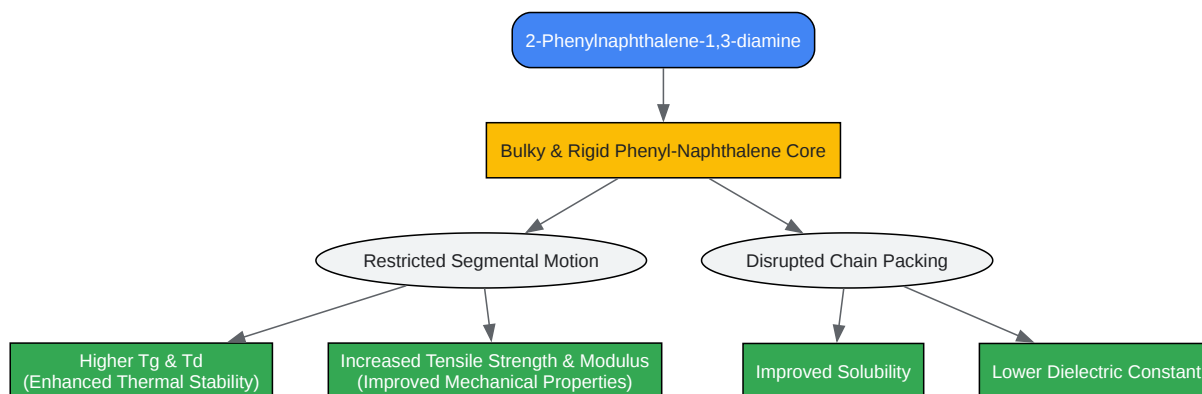 2-Phenylnaphthalene-1,3-diamine
Bulky & Rigid Phenyl-Naphthalene Core
Restricted Segmental Motion
Disrupted Chain Packing
Higher Tg & Td
(Enhanced Thermal Stability)
Increased Tensile Strength & Modulus
(Improved Mechanical Properties)
Improved Solubility
Lower Dielectric Constant